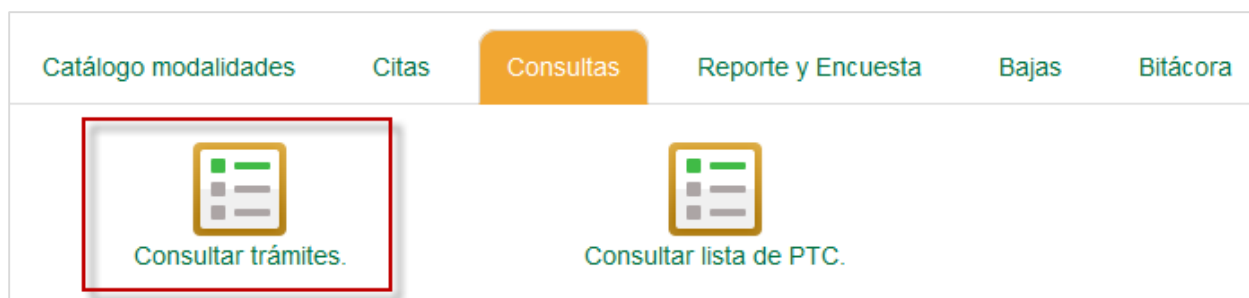 Catálogo modalidades Citas Consultas Reporte y Encuesta Bajas Bitácora
Consultar trámites. Consultar lista de PTC.